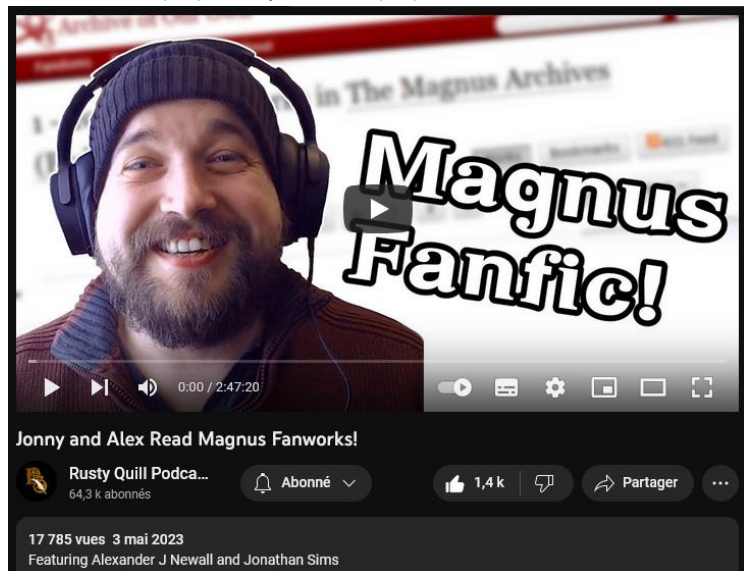 Archive of Our
in The Magnus Archives
Bookmarks
RSS Feed
Magnus
Fanfic!
0:00 / 2:47:20
Jonny and Alex Read Magnus Fanworks!
Rusty Quill Podca...
64,3 k abonnés
Abonné
1,4 k
Partager
17 785 vues 3 mai 2023
Featuring Alexander J Newall and Jonathan Sims